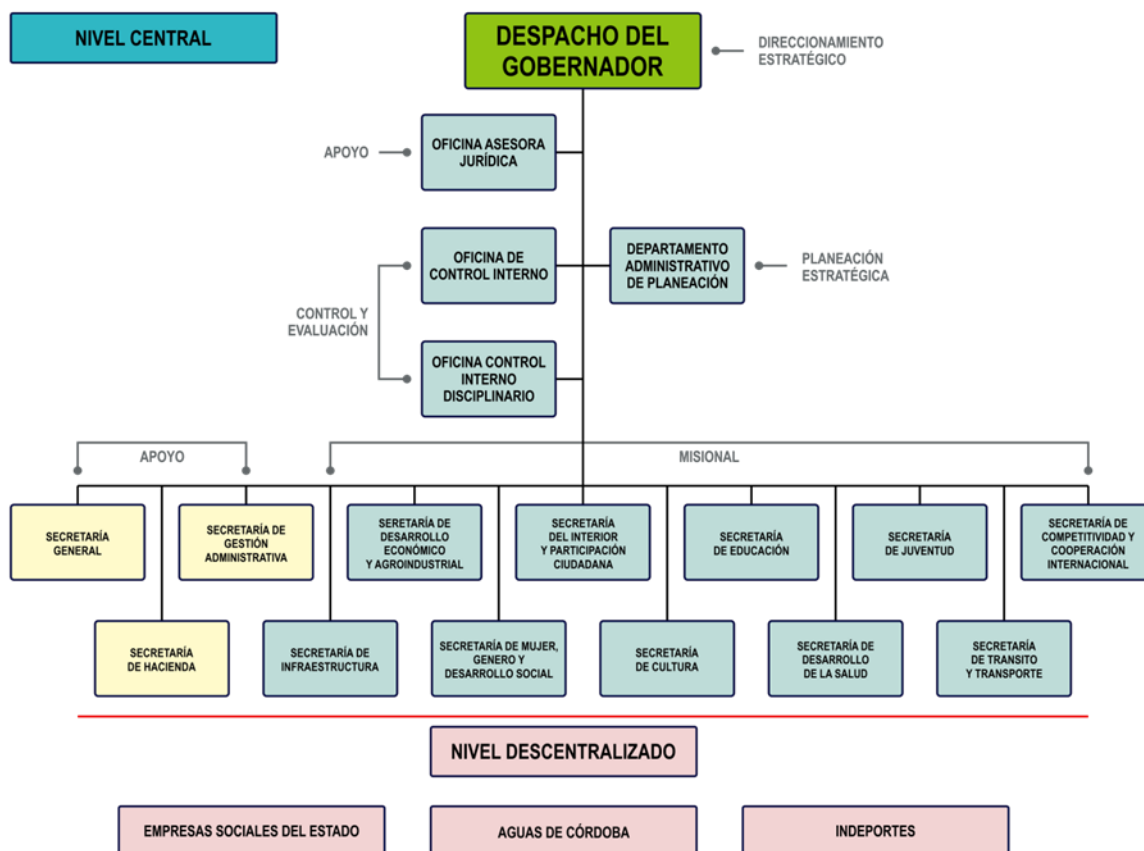 NIVEL CENTRAL
DESPACHO DEL
GOBERNADOR
DIRECCIONAMIENTO
ESTRATÉGICO
APOYO
OFICINA ASESORA
JURÍDICA
OFICINA DE
CONTROL INTERNO
DEPARTAMENTO
ADMINISTRATIVO
DE PLANEACIÓN
PLANEACIÓN
ESTRATÉGICA
CONTROL Y
EVALUACIÓN
OFICINA CONTROL
INTERNO
DISCIPLINARIO
APOYO
MISIONAL
SECRETARÍA
GENERAL
SECRETARÍA DE
GESTIÓN
ADMINISTRATIVA
SERETARÍA DE
DESARROLLO
ECONÓMICO
Y AGROINDUSTRIAL
SECRETARÍA
DEL INTERIOR
Y PARTICIPACIÓN
CIUDADANA
SECRETARÍA
DE EDUCACIÓN
SECRETARÍA
DE JUVENTUD
SECRETARÍA DE
COMPETITIVIDAD Y
COOPERACIÓN
INTERNACIONAL
SECRETARÍA
DE HACIENDA
SECRETARÍA DE
INFRAESTRUCTURA
SECRETARÍA DE MUJER,
GENERO Y
DESARROLLO SOCIAL
SECRETARÍA
DE CULTURA
SECRETARÍA DE
DESARROLLO
DE LA SALUD
SECRETARÍA
DE TRANSITO
Y TRANSPORTE
NIVEL DESCENTRALIZADO
EMPRESAS SOCIALES DEL ESTADO
AGUAS DE CÓRDOBA
INDEPORTES